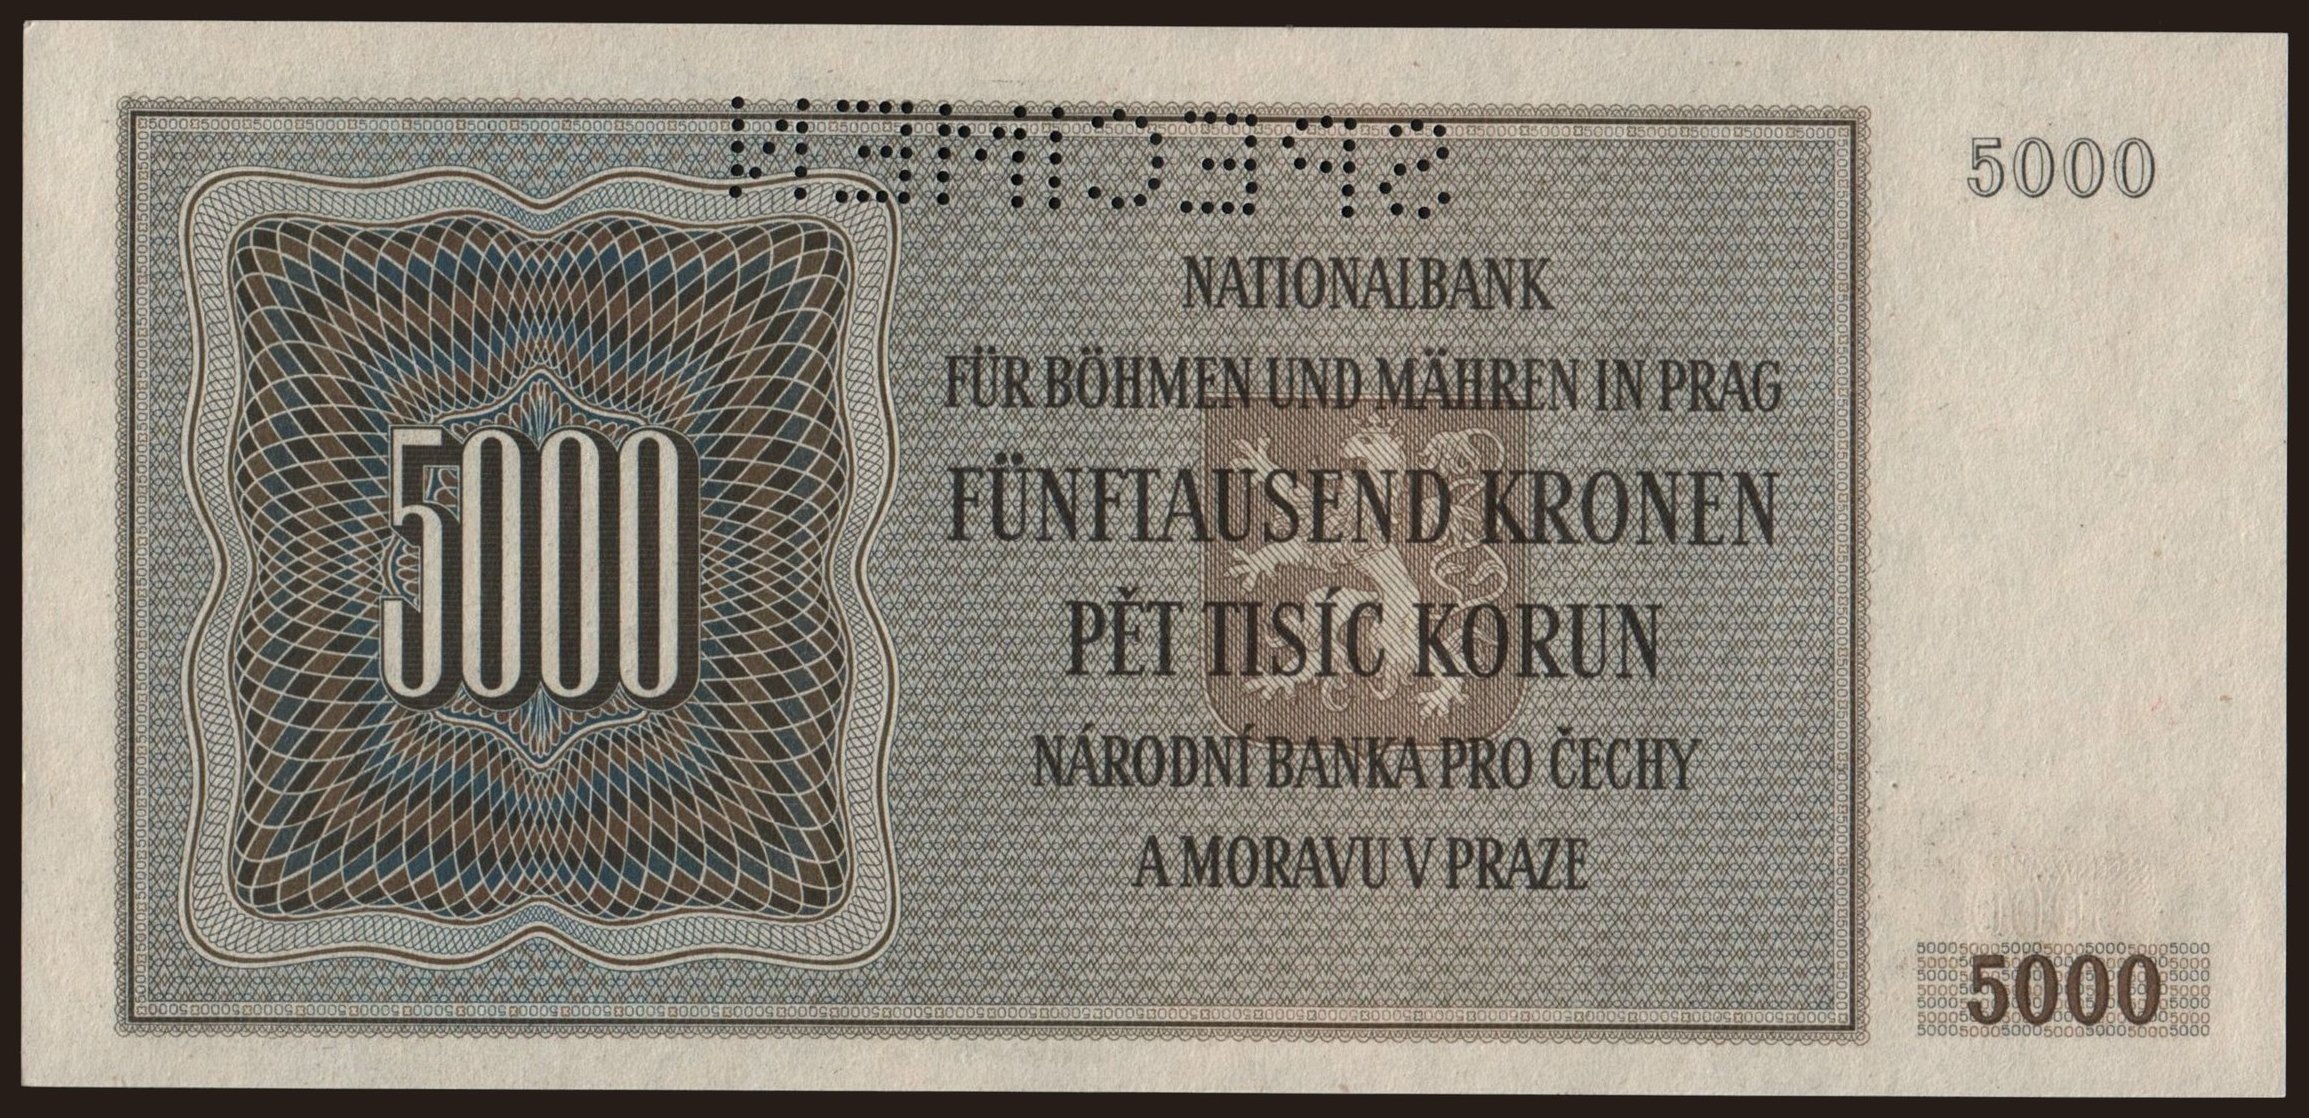 SPECIMEN
5000
NATIONALBANK
FÜR BÖHMEN UND MÄHREN IN PRAG
FÜNFTAUSEND KRONEN
5000
PĚT TISÍC KORUN
NÁRODNÍ BANKA PRO ČECHY
A MORAVU V PRAZE
5000